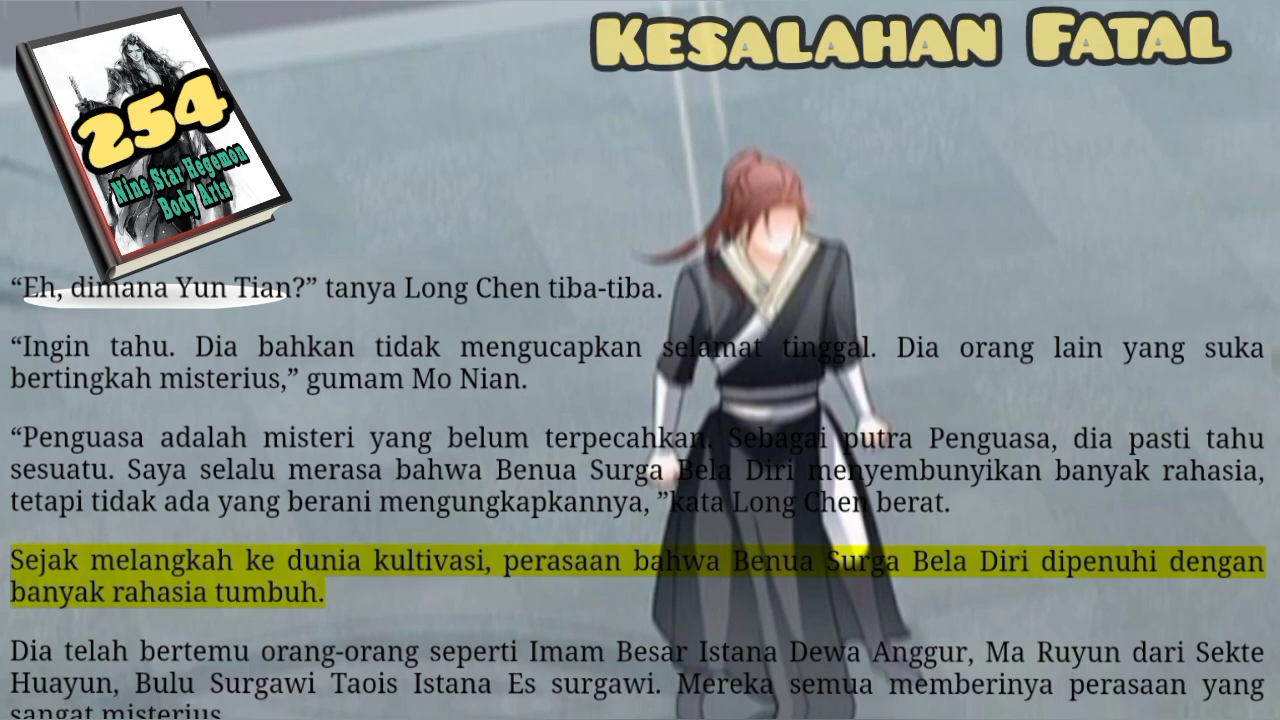 Kesalahan Fatal
254
Nine Star Hegemon
Body Arts
“Eh, dimana Yun Tian?” tanya Long Chen tiba-tiba.
“Ingin tahu. Dia bahkan tidak mengucapkan selamat tinggal. Dia orang lain yang suka
bertingkah misterius,” gumam Mo Nian.
“Penguasa adalah misteri yang belum terpecahkan. Sebagai putra Penguasa, dia pasti tahu
sesuatu. Saya selalu merasa bahwa Benua Surga Bela Diri menyembunyikan banyak rahasia,
tetapi tidak ada yang berani mengungkapkannya, ”kata Long Chen berat.
Sejak melangkah ke dunia kultivasi, perasaan bahwa Benua Surga Bela Diri dipenuhi dengan
banyak rahasia tumbuh.
Dia telah bertemu orang-orang seperti Imam Besar Istana Dewa Anggur, Ma Ruyun dari Sekte
Huayun, Bulu Surgawi Taois Istana Es surgawi. Mereka semua memberinya perasaan yang
sangat misterius.